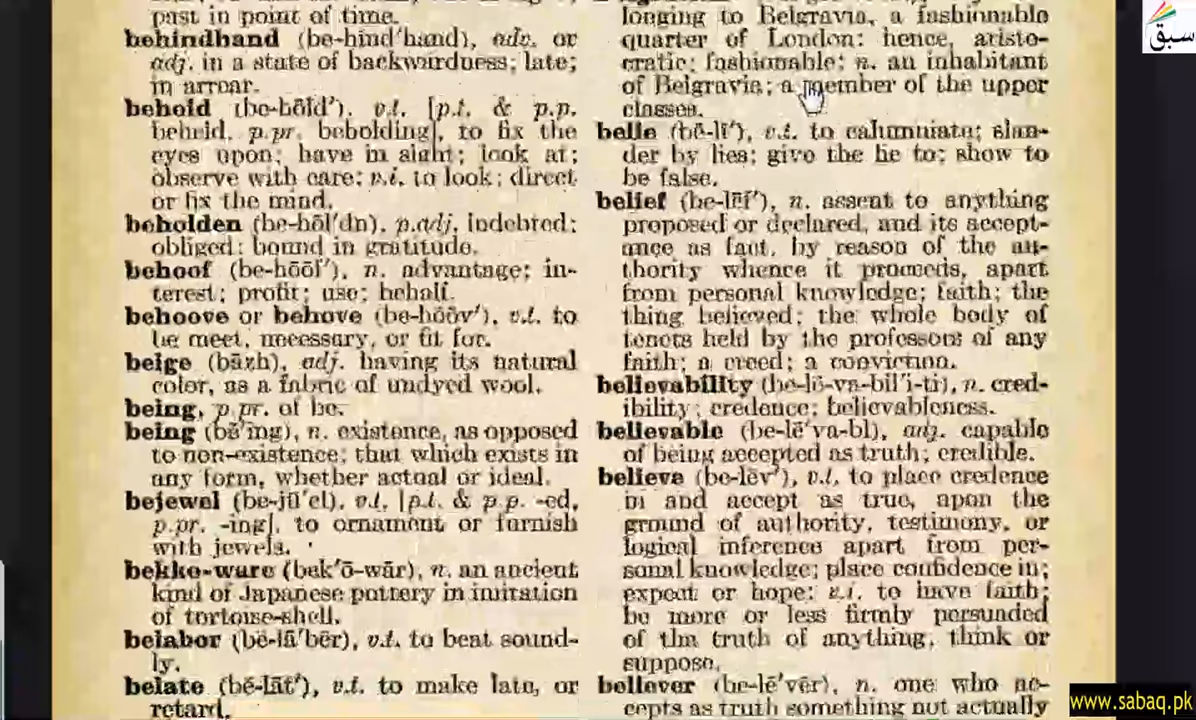 past in point of time.
behindhand (be-hīnd'hand), adv. or
adj. in a state of backwardness; late;
in arrear.
behold (be-hōld'), v.t. [p.t. & p.p.
beheld, p.pr. beholding], to fix the
eyes upon; have in sight; look at;
observe with care; v.i. to look; direct
or fix the mind.
beholden (be-hōl'dn), p.adj. indebted;
obliged; bound in gratitude.
behoof (be-hōōf'), n. advantage; in-
terest; profit; use; behalf.
behoove or behove (be-hōōv'), v.t. to
be meet, necessary, or fit for.
beige (bāzh), adj. having its natural
color, as a fabric of undyed wool.
being, p.pr. of be.
being (bē'ing), n. existence, as opposed
to non-existence; that which exists in
any form, whether actual or ideal.
bejewel (be-jū'el), v.t. [p.t. & p.p. -ed,
p.pr. -ing], to ornament or furnish
with jewels.
bekko-ware (bek'ō-wâr), n. an ancient
kind of Japanese pottery in imitation
of tortoise-shell.
belabor (bē-lā'bēr), v.t. to beat sound-
ly.
belate (bē-lāt'), v.t. to make late, or
retard.
longing to Belgravia, a fashionable
quarter of London: hence, aristo-
cratic; fashionable; n. an inhabitant
of Belgravia; a member of the upper
classes.
belie (bē-lī'), v.t. to calumniate; slan-
der by lies; give the lie to; show to
be false.
belief (be-lēf'), n. assent to anything
proposed or declared, and its accept-
ance as fact, by reason of the au-
thority whence it proceeds, apart
from personal knowledge; faith; the
thing believed; the whole body of
tenets held by the professors of any
faith; a creed; a conviction.
believability (be-lē-va-bil'i-ti), n. cred-
ibility; credence; believableness.
believable (be-lē'va-bl), adj. capable
of being accepted as truth; credible.
believe (be-lēv'), v.t. to place credence
in and accept as true, upon the
ground of authority, testimony, or
logical inference apart from per-
sonal knowledge; place confidence in;
expect or hope: v.i. to have faith;
be more or less firmly persuaded
of the truth of anything, think or
suppose.
believer (be-lē'vēr), n. one who ac-
cepts as truth something not actually
سبق
www.sabaq.pk